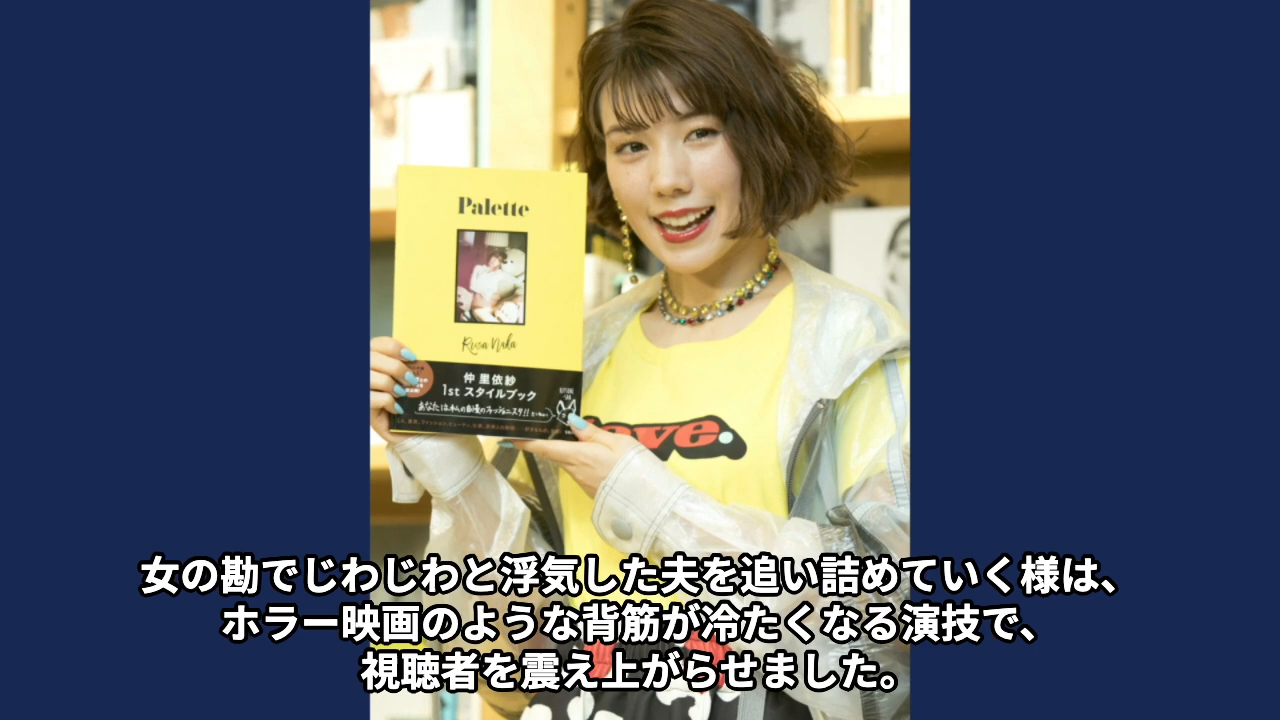 Palette
Riisa Naka
仲 里依紗
1st スタイルブック
love.
女の勘でじわじわと浮気した夫を追い詰めていく様は、
ホラー映画のような背筋が冷たくなる演技で、
視聴者を震え上がらせました。